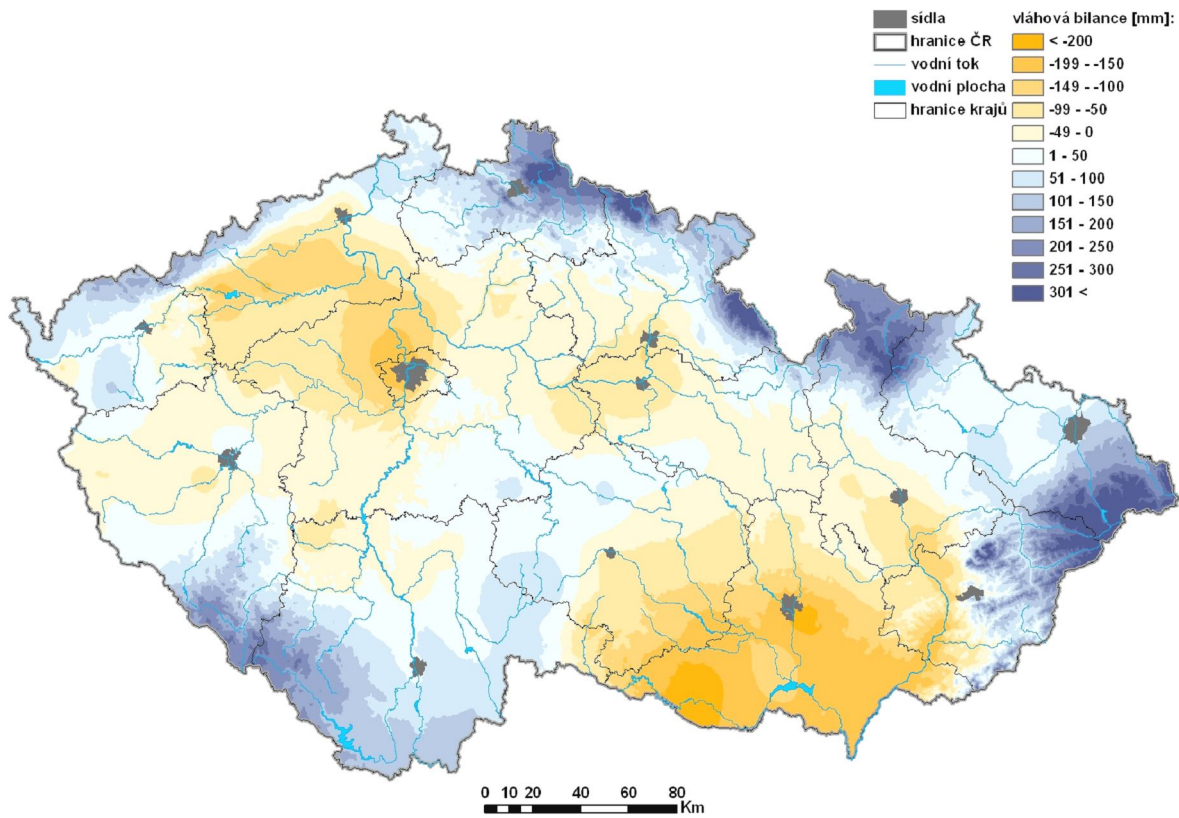 sídla
hranice ČR
vodní tok
vodní plocha
hranice krajů
vláhová bilance [mm]:
< -200
-199 - -150
-149 - -100
-99 - -50
-49 - 0
1 - 50
51 - 100
101 - 150
151 - 200
201 - 250
251 - 300
301 <
0 10 20 40 60 80
Km